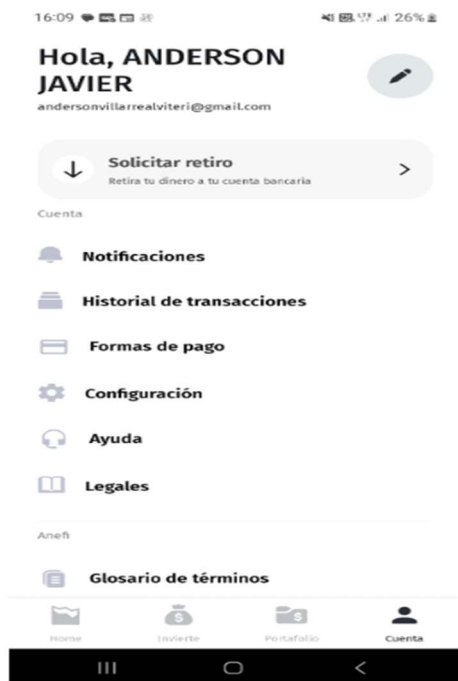 16:09 26%
Hola, ANDERSON
JAVIER
andersonvillarrealviteri@gmail.com
Solicitar retiro
Retira tu dinero a tu cuenta bancaria
Cuenta
Notificaciones
Historial de transacciones
Formas de pago
Configuración
Ayuda
Legales
Anefi
Glosario de términos
Home Invierte Portafolio Cuenta